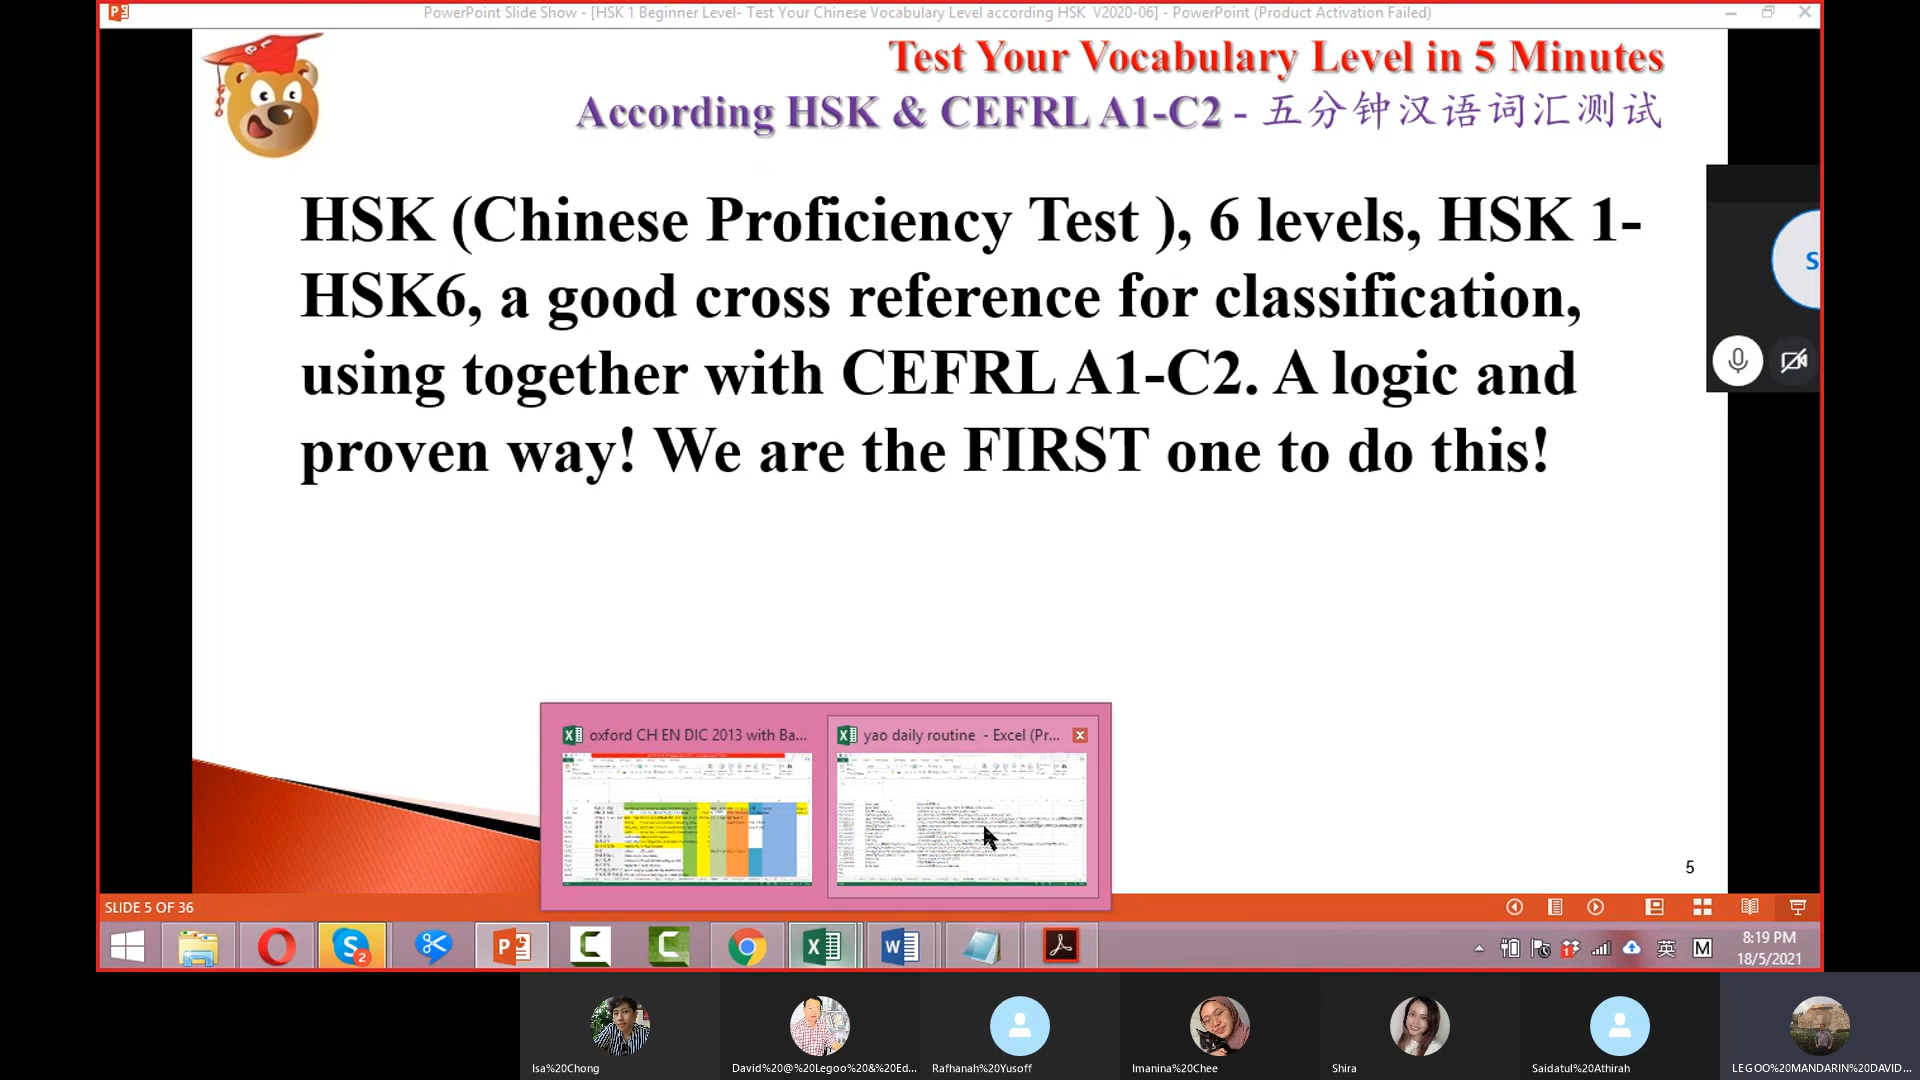 PowerPoint Slide Show - [HSK 1 Beginner Level- Test Your Chinese Vocabulary Level according HSK  V2020-06] - PowerPoint (Product Activation Failed)
Test Your Vocabulary Level in 5 Minutes
According HSK & CEFRL A1-C2 - 五分钟汉语词汇测试
HSK (Chinese Proficiency Test ), 6 levels, HSK 1-
HSK6, a good cross reference for classification,
using together with CEFRL A1-C2. A logic and
proven way! We are the FIRST one to do this!
S
oxford CH EN DIC 2013 with Ba...
yao daily routine  - Excel (Pr...
5
SLIDE 5 OF 36
2
英
M
8:19 PM
18/5/2021
Isa%20Chong
David%20@%20Legoo%20&%20Ed...
Rafhanah%20Yusoff
Imanina%20Chee
Shira
Saidatul%20Athirah
LEGOO%20MANDARIN%20DAVID...